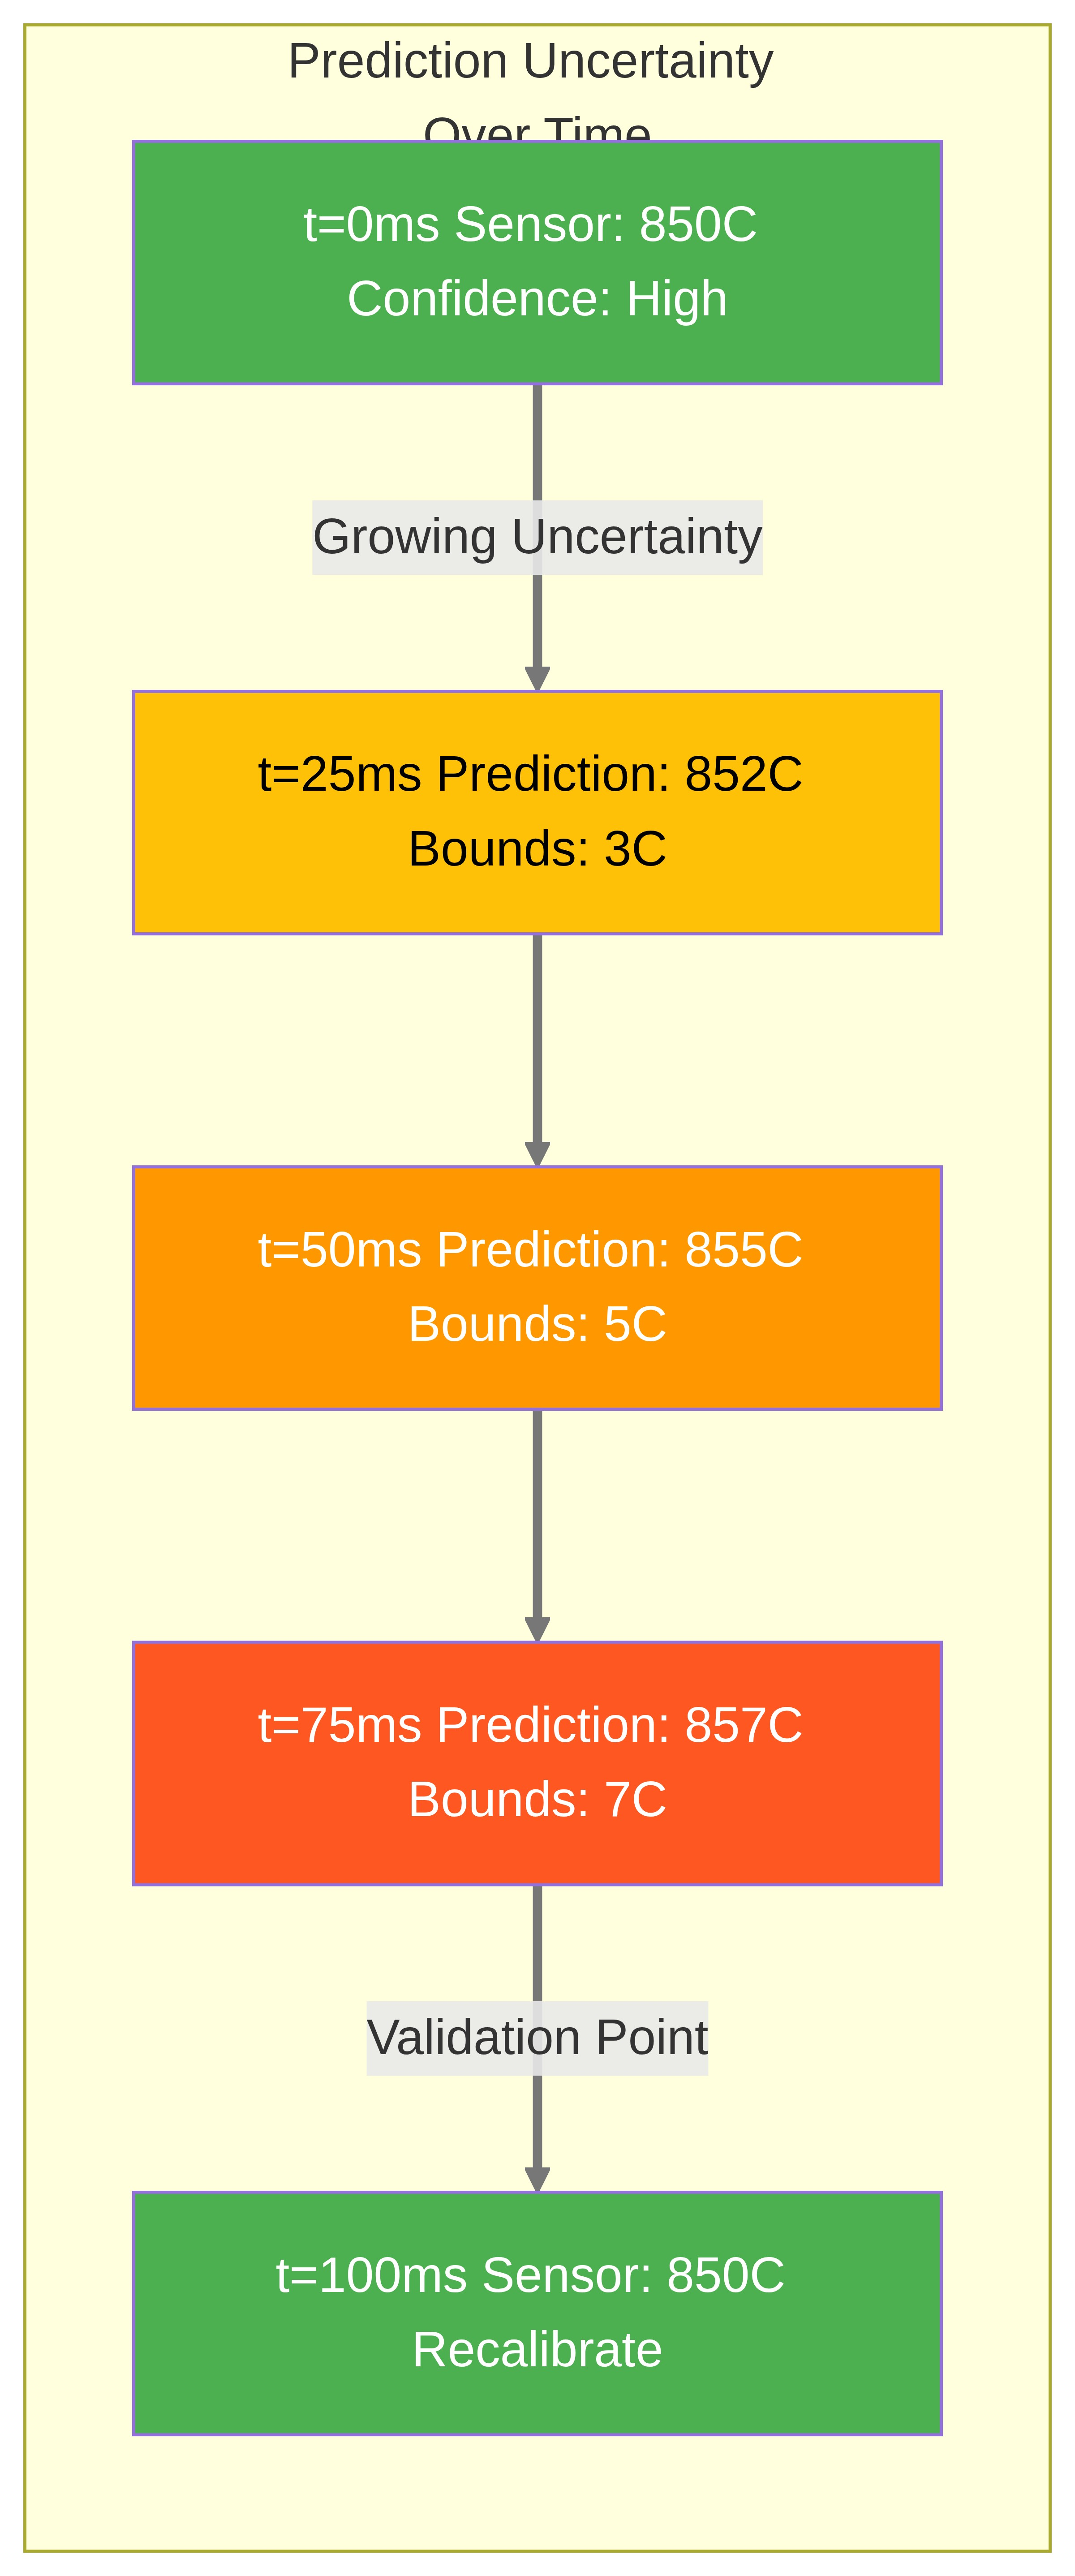 Prediction Uncertainty
Over Time
t=0ms Sensor: 850C
Confidence: High
Growing Uncertainty
t=25ms Prediction: 852C
Bounds: 3C
t=50ms Prediction: 855C
Bounds: 5C
t=75ms Prediction: 857C
Bounds: 7C
Validation Point
t=100ms Sensor: 850C
Recalibrate